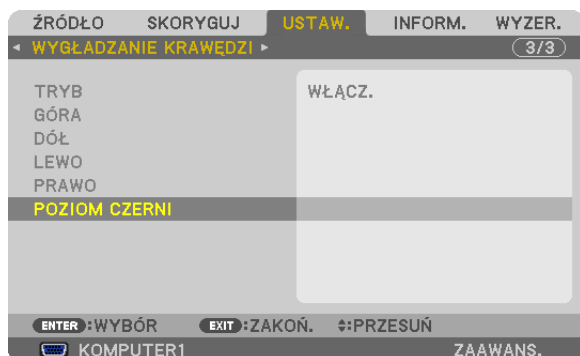 ŹRÓDŁO SKORYGUJ USTAW. INFORM. WYZER.
◂ WYGŁADZANIE KRAWĘDZI ▸ 3/3
TRYB WŁĄCZ.
GÓRA
DÓŁ
LEWO
PRAWO
POZIOM CZERNI
ENTER :WYBÓR EXIT :ZAKOŃ. ♦:PRZESUŃ
KOMPUTER1 ZAAWANS.